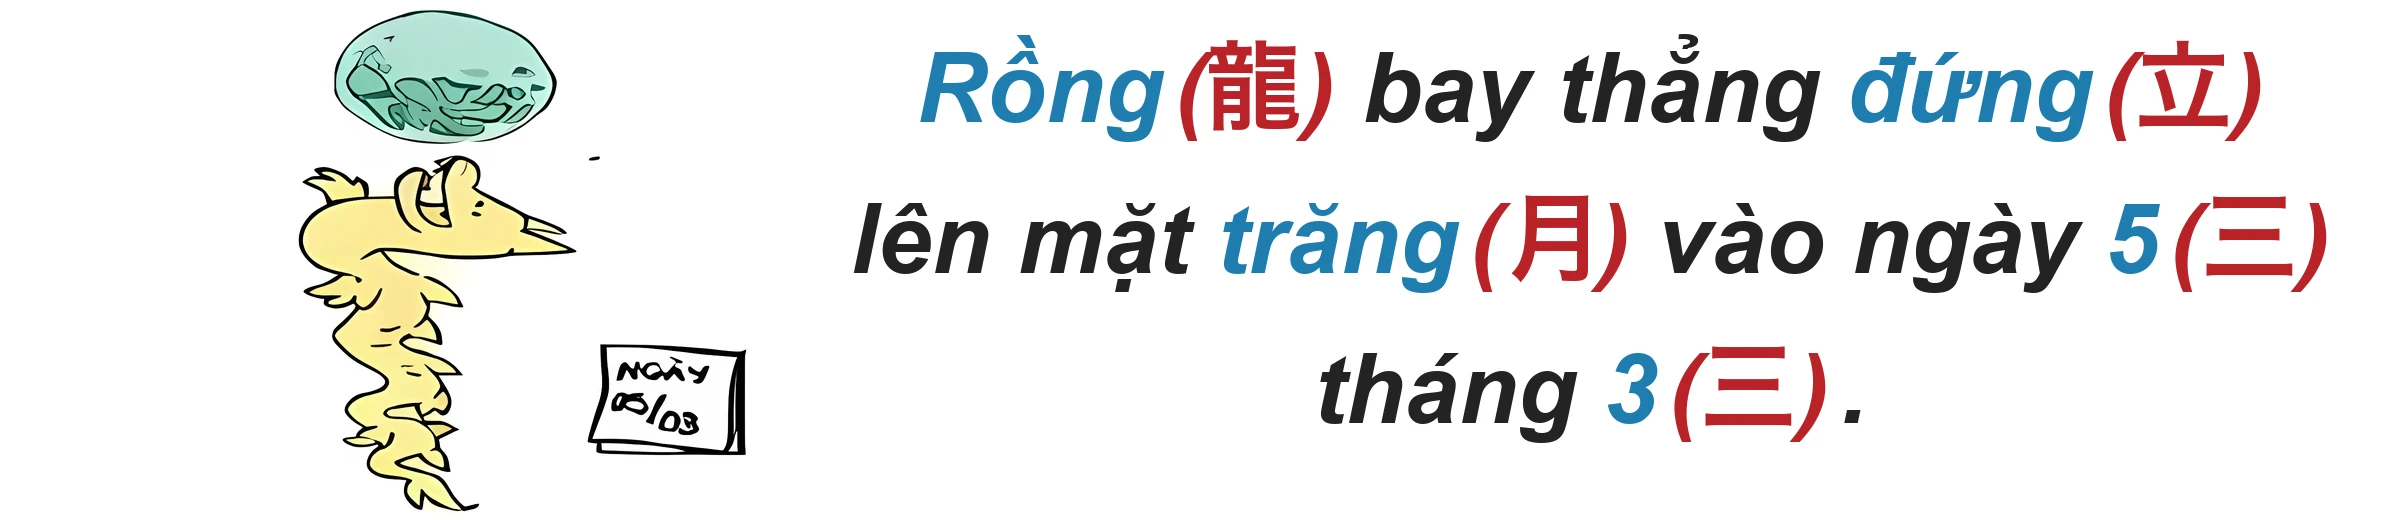 Rồng (龍) bay thẳng đứng (立)
lên mặt trăng (月) vào ngày 5 (三)
tháng 3 (三) .
NGÀY
05/03